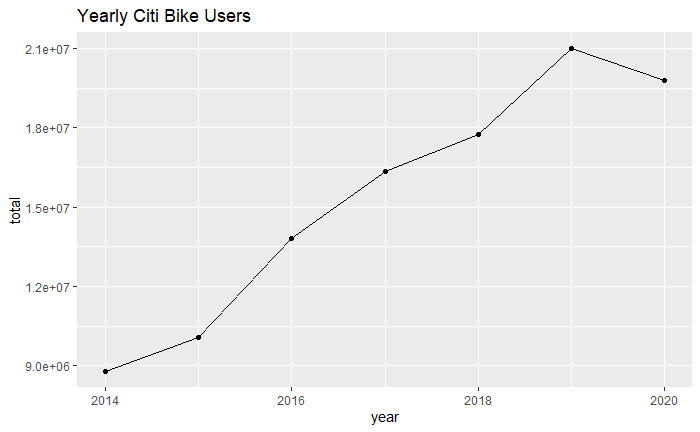 Yearly Citi Bike Users
2.1e+07
1.8e+07
1.5e+07
1.2e+07
9.0e+06
total
2014 2016 2018 2020
year